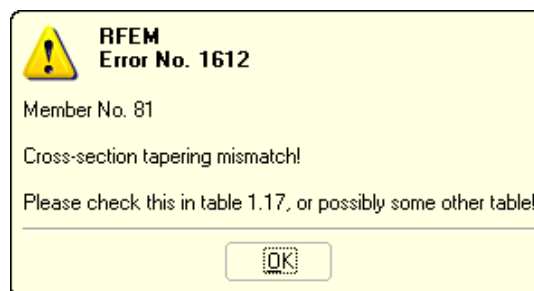 RFEM
Error No. 1612
Member No. 81
Cross-section tapering mismatch!
Please check this in table 1.17, or possibly some other table!
OK